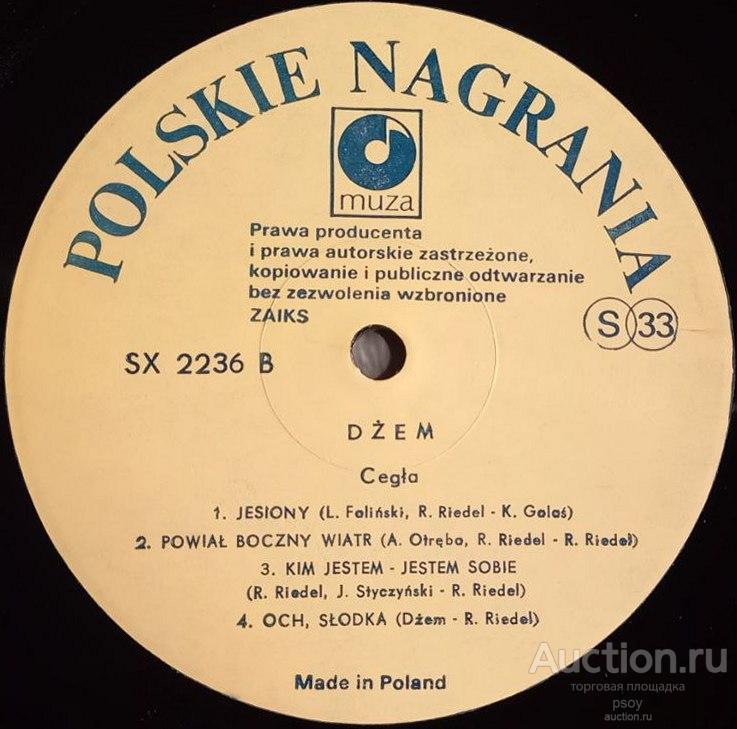 POLSKIE NAGRANIA
muza
Prawa producenta
i prawa autorskie zastrzeżone,
kopiowanie i publiczne odtwarzanie
bez zezwolenia wzbronione
ZAIKS
S 33
SX 2236 B
DŻEM
Cegła
1. JESIONY (L. Faliński, R. Riedel - K. Galaś)
2. POWIAŁ BOCZNY WIATR (A. Otręba, R. Riedel - R. Riedel)
3. KIM JESTEM - JESTEM SOBIE
(R. Riedel, J. Styczyński - R. Riedel)
4. OCH, SŁODKA (Dżem - R. Riedel)
Made in Poland
Auction.ru
торговая площадка
psoy
auction.ru